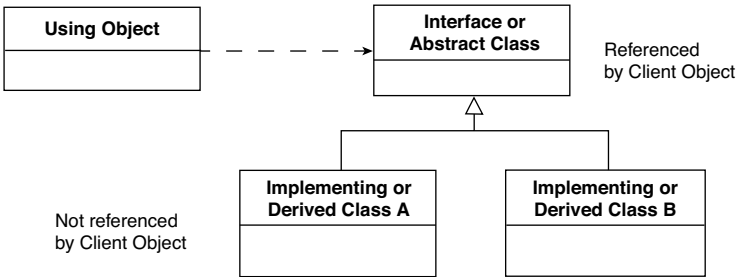 Using Object
Interface or
Abstract Class
Referenced
by Client Object
Implementing or
Derived Class A
Implementing or
Derived Class B
Not referenced
by Client Object